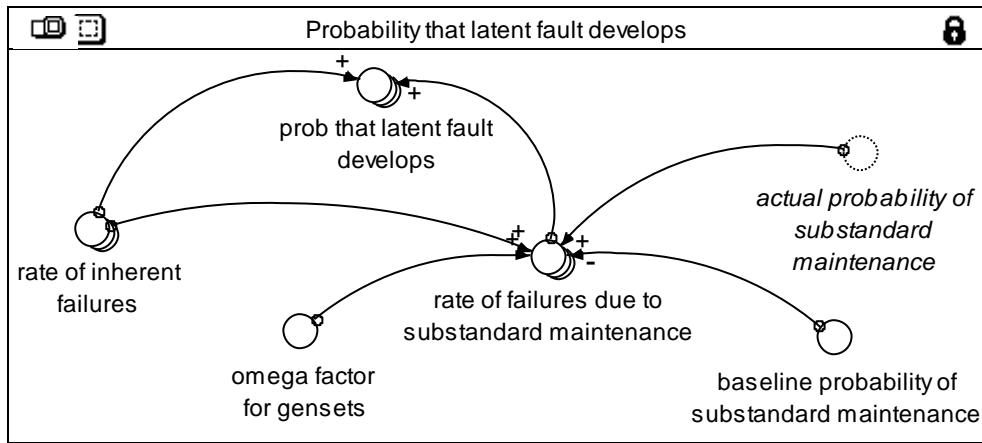 Probability that latent fault develops
+
+
prob that latent fault
develops
actual probability of
substandard
maintenance
+
+
+
-
rate of inherent
failures
rate of failures due to
substandard maintenance
omega factor
for gensets
baseline probability of
substandard maintenance